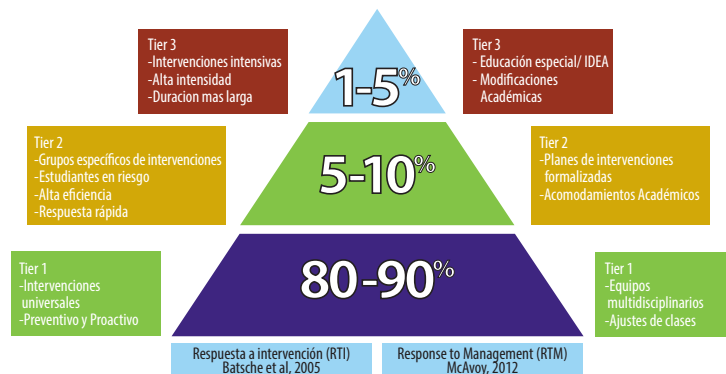 Tier 3
-Intervenciones intensivas
-Alta intensidad
-Duracion mas larga
1-5%
Tier 3
- Educación especial/ IDEA
- Modificaciones
Académicas
Tier 2
-Grupos específicos de intervenciones
-Estudiantes en riesgo
-Alta eficiencia
-Respuesta rápida
5-10%
Tier 2
-Planes de intervenciones
formalizadas
-Acomodamientos Académicos
Tier 1
-Intervenciones
universales
-Preventivo y Proactivo
80-90%
Tier 1
-Equipos
multidisciplinarios
-Ajustes de clases
Respuesta a intervención (RTI)
Batsche et al, 2005
Response to Management (RTM)
McAvoy, 2012